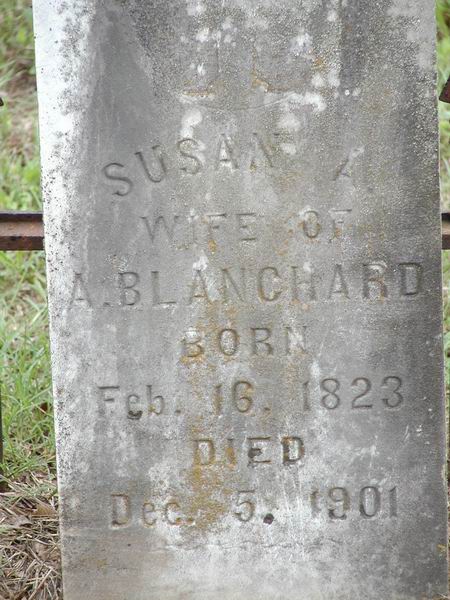 SUSAN A.
WIFE OF
A. BLANCHARD
BORN
Feb. 16. 1823
DIED
Dec. 5. 1901